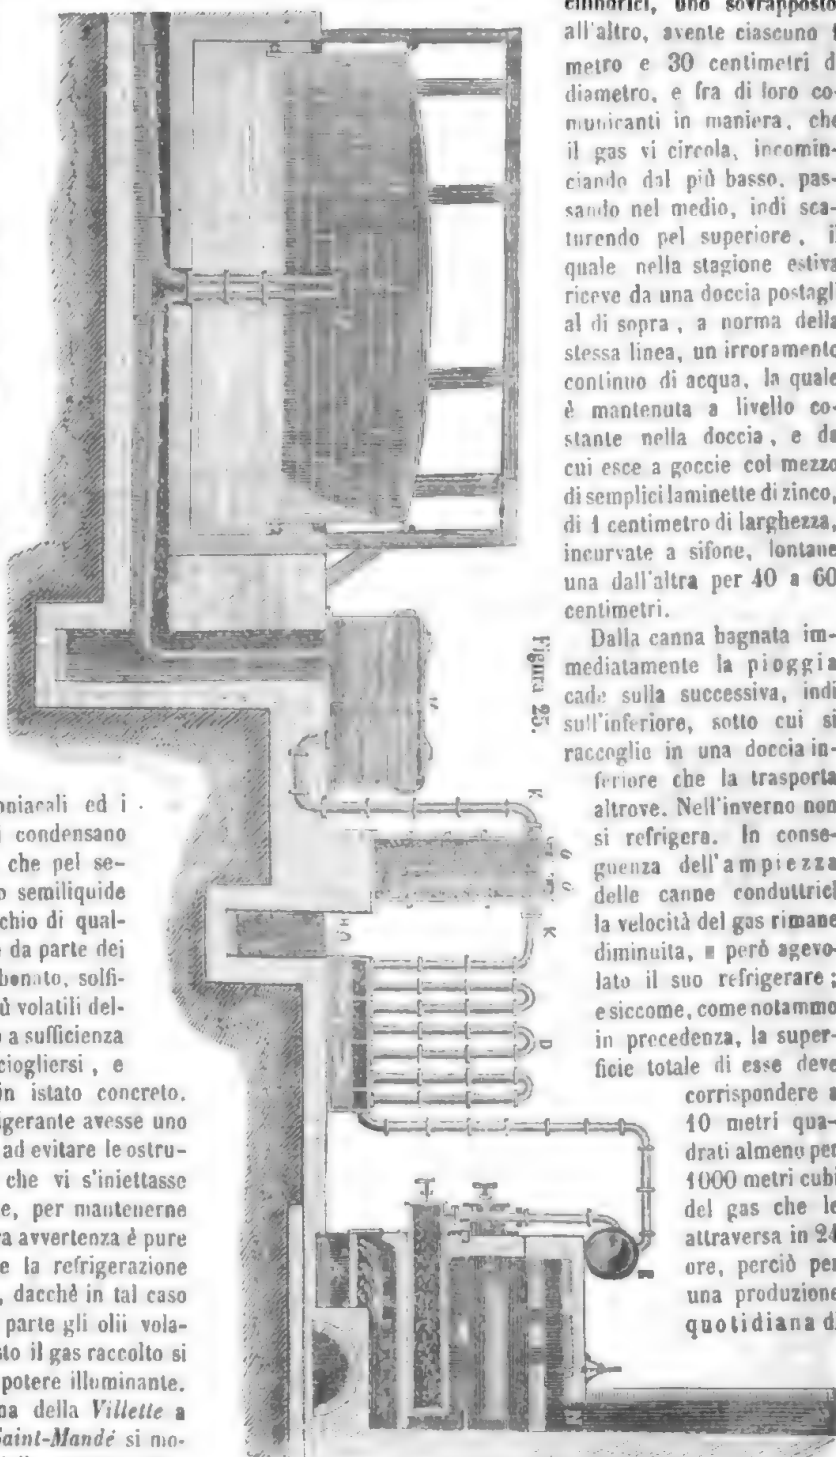 oniacali ed i
i condensano
che pel se-
o semiliquide
chio di qual-
da parte dei
bonato, solfi-
ù volatili del-
o a sufficienza
ciogliersi, e
in istato concreto.
igerante avesse uno
ad evitare le ostru-
che vi s'iniettasse
e, per mantenerne
ra avvertenza è pure
e la refrigerazione
, dacchè in tal caso
parte gli olii vola-
sto il gas raccolto si
potere illuminante.
na della Villette a
Saint-Mandé si mo-
Figura 25.
K
K
H
D
B
cilindrici, uno sovrapposto
all'altro, avente ciascuno 1
metro e 30 centimetri d
diametro, e fra di loro co-
municanti in maniera, che
il gas vi circola, incomin-
ciando dal più basso, pas-
sando nel medio, indi sca-
turendo pel superiore, il
quale nella stagione estiva
riceve da una doccia postagli
al di sopra, a norma della
stessa linea, un irroramento
continuo di acqua, la quale
è mantenuta a livello co-
stante nella doccia, e da
cui esce a goccie col mezzo
di semplici laminette di zinco,
di 1 centimetro di larghezza,
incurvate a sifone, lontane
una dall'altra per 40 a 60
centimetri.
Dalla canna bagnata im-
mediatamente la pioggia
cade sulla successiva, indi
sull'inferiore, sotto cui si
raccoglie in una doccia in-
feriore che la trasporta
altrove. Nell'inverno non
si refrigera. In conse-
guenza dell'ampiezza
delle canne conduttrici
la velocità del gas rimane
diminuita, e però agevo-
lato il suo refrigerare;
e siccome, come notammo
in precedenza, la super-
ficie totale di esse deve
corrispondere a
10 metri qua-
drati almeno per
1000 metri cubi
del gas che le
attraversa in 24
ore, perciò per
una produzione
quotidiana di